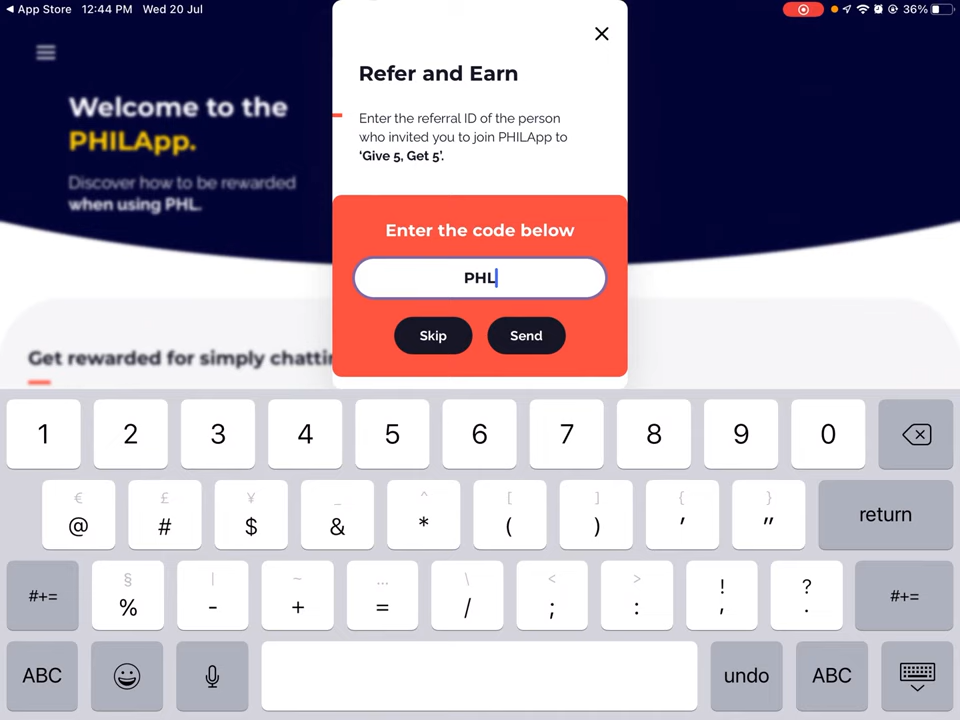 App Store 12:44 PM Wed 20 Jul 36%
Welcome to the
PHILApp.
Discover how to be rewarded
when using PHL.
Get rewarded for simply chattin
Refer and Earn
Enter the referral ID of the person
who invited you to join PHILApp to
‘Give 5, Get 5’.
Enter the code below
PHL
Skip Send
1 2 3 4 5 6 7 8 9 0
€ £ ¥ _ ^ [ ] { }
@ # $ & * ( ) ' " return
§ | ~ … \ < > ! ?
#+= % - + = / ; : , . #+=
ABC undo ABC